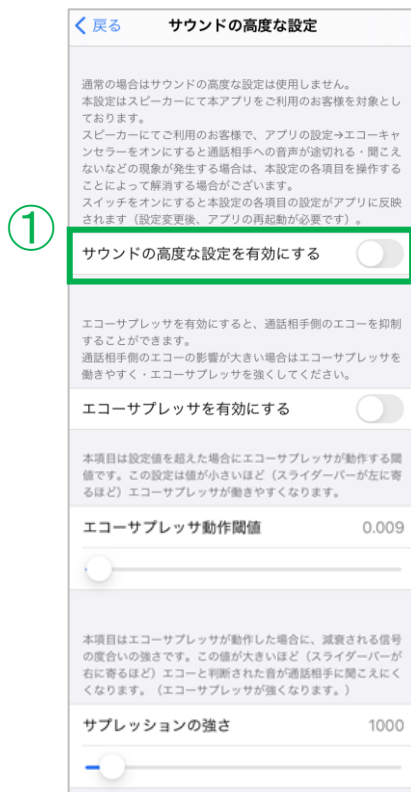 戻る サウンドの高度な設定
通常の場合はサウンドの高度な設定は使用しません。
本設定はスピーカーにて本アプリをご利用のお客様を対象とし
ております。
スピーカーにてご利用のお客様で、アプリの設定→エコーキャ
ンセラーをオンにすると通話相手への音声が途切れる・聞こえ
ないなどの現象が発生する場合は、本設定の各項目を操作する
ことによって解消する場合がございます。
スイッチをオンにすると本設定の各項目の設定がアプリに反映
されます（設定変更後、アプリの再起動が必要です）。
①
サウンドの高度な設定を有効にする
エコーサプレッサを有効にすると、通話相手側のエコーを抑制
することができます。
通話相手側のエコーの影響が大きい場合はエコーサプレッサを
働きやすく・エコーサプレッサを強くしてください。
エコーサプレッサを有効にする
本項目は設定値を超えた場合にエコーサプレッサが動作する閾
値です。この設定は値が小さいほど（スライダーバーが左に寄
るほど）エコーサプレッサが働きやすくなります。
エコーサプレッサ動作閾値 0.009
本項目はエコーサプレッサが動作した場合に、減衰される信号
の度合いの強さです。この値が大きいほど（スライダーバーが
右に寄るほど）エコーと判断された音が通話相手に聞こえにく
くなります。（エコーサプレッサが強くなります。）
サプレッションの強さ 1000